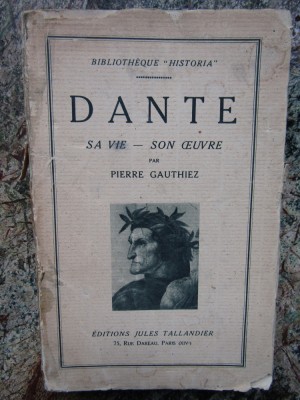 BIBLIOTHÈQUE "HISTORIA"
DANTE
SA VIE — SON ŒUVRE
PAR
PIERRE GAUTHIEZ
ÉDITIONS JULES TALLANDIER
75, RUE DAREAU, PARIS (XIVᵉ)